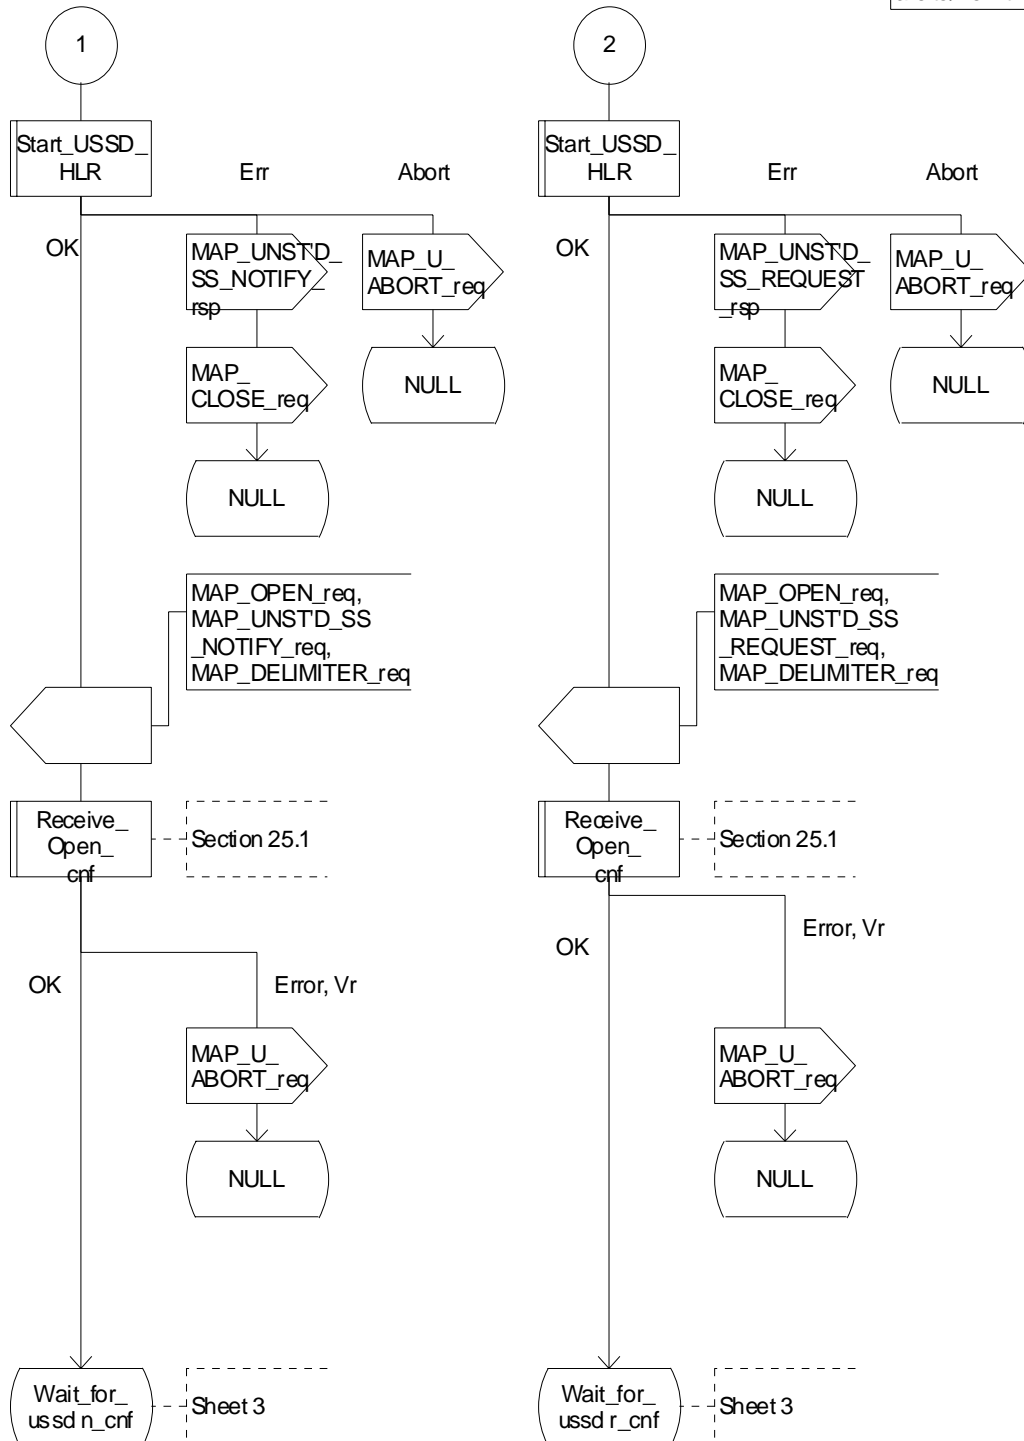 1
Start_USSD_
HLR
Err
Abort
OK
MAP_UNST'D_
SS_NOTIFY_
rsp
MAP_U_
ABORT_req
MAP_
CLOSE_req
NULL
NULL
MAP_OPEN_req,
MAP_UNST'D_SS
_NOTIFY_req,
MAP_DELIMITER_req
Receive_
Open_
cnf
Section 25.1
OK
Error, Vr
MAP_U_
ABORT_req
NULL
Wait_for_
ussd n_cnf
Sheet 3
2
Start_USSD_
HLR
Err
Abort
OK
MAP_UNST'D_
SS_REQUEST
_rsp
MAP_U_
ABORT_req
MAP_
CLOSE_req
NULL
NULL
MAP_OPEN_req,
MAP_UNST'D_SS
_REQUEST_req,
MAP_DELIMITER_req
Receive_
Open_
cnf
Section 25.1
OK
Error, Vr
MAP_U_
ABORT_req
NULL
Wait_for_
ussd r_cnf
Sheet 3